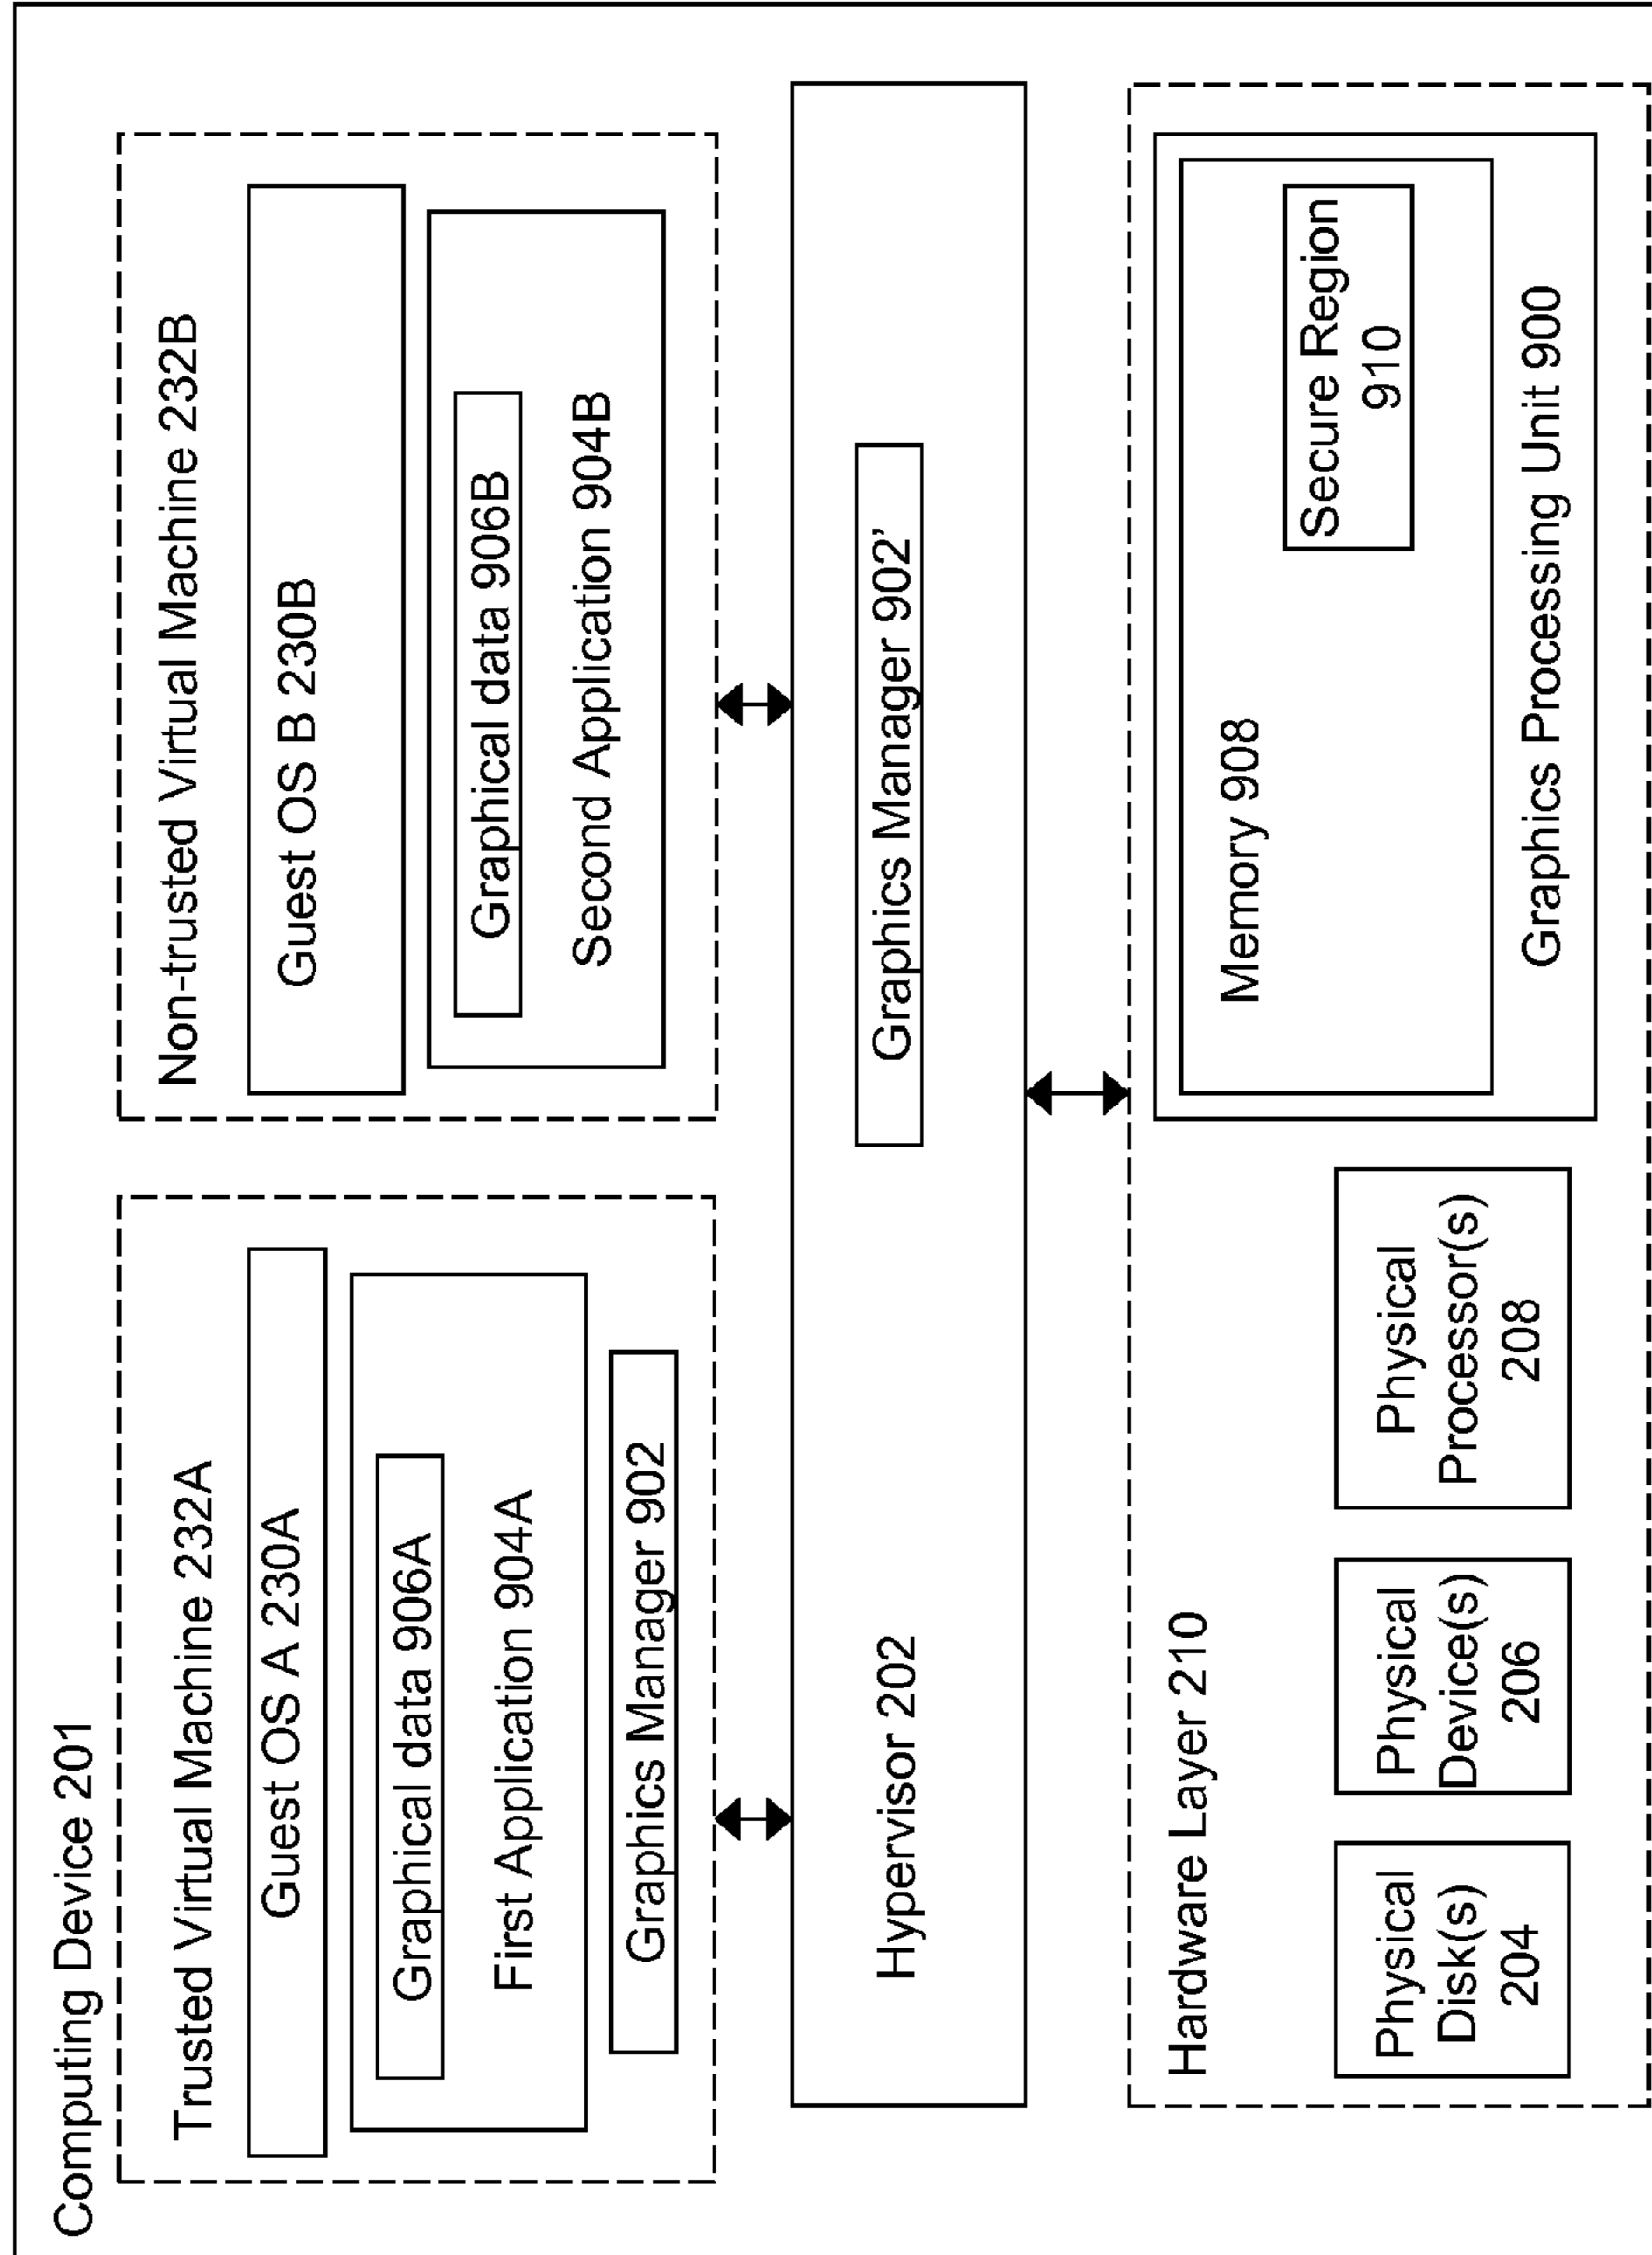 Computing Device 201
Trusted Virtual Machine 232A
Guest OS A 230A
Graphical data 906A
First Application 904A
Graphics Manager 902
Non-trusted Virtual Machine 232B
Guest OS B 230B
Graphical data 906B
Second Application 904B
Hypervisor 202
Graphics Manager 902’
Hardware Layer 210
Physical
Disk(s)
204
Physical
Device(s)
206
Physical
Processor(s)
208
Memory 908
Secure Region
910
Graphics Processing Unit 900